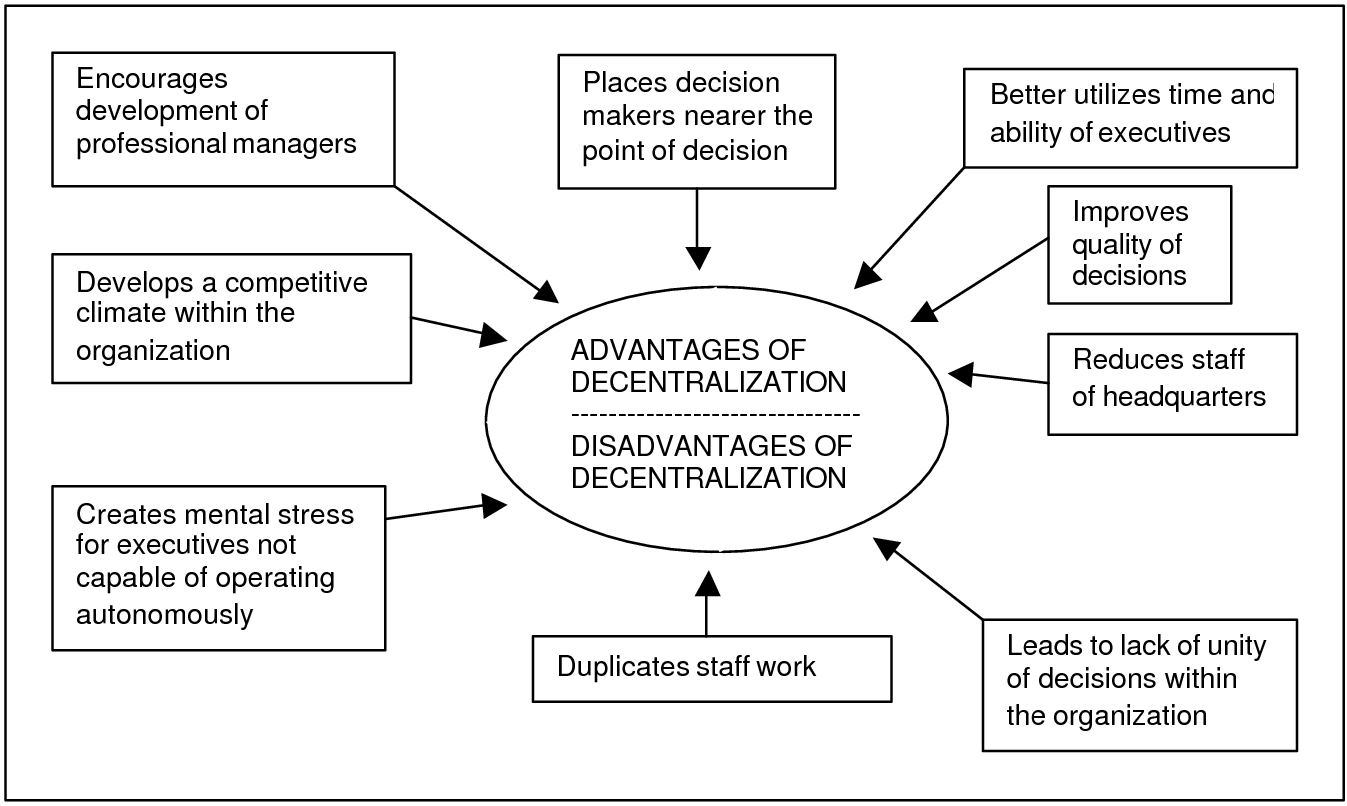 Encourages
development of
professional managers
Places decision
makers nearer the
point of decision
Better utilizes time and
ability of executives
Improves
quality of
decisions
Develops a competitive
climate within the
organization
Reduces staff
of headquarters
ADVANTAGES OF
DECENTRALIZATION
-------------------------------
DISADVANTAGES OF
DECENTRALIZATION
Creates mental stress
for executives not
capable of operating
autonomously
Duplicates staff work
Leads to lack of unity
of decisions within
the organization